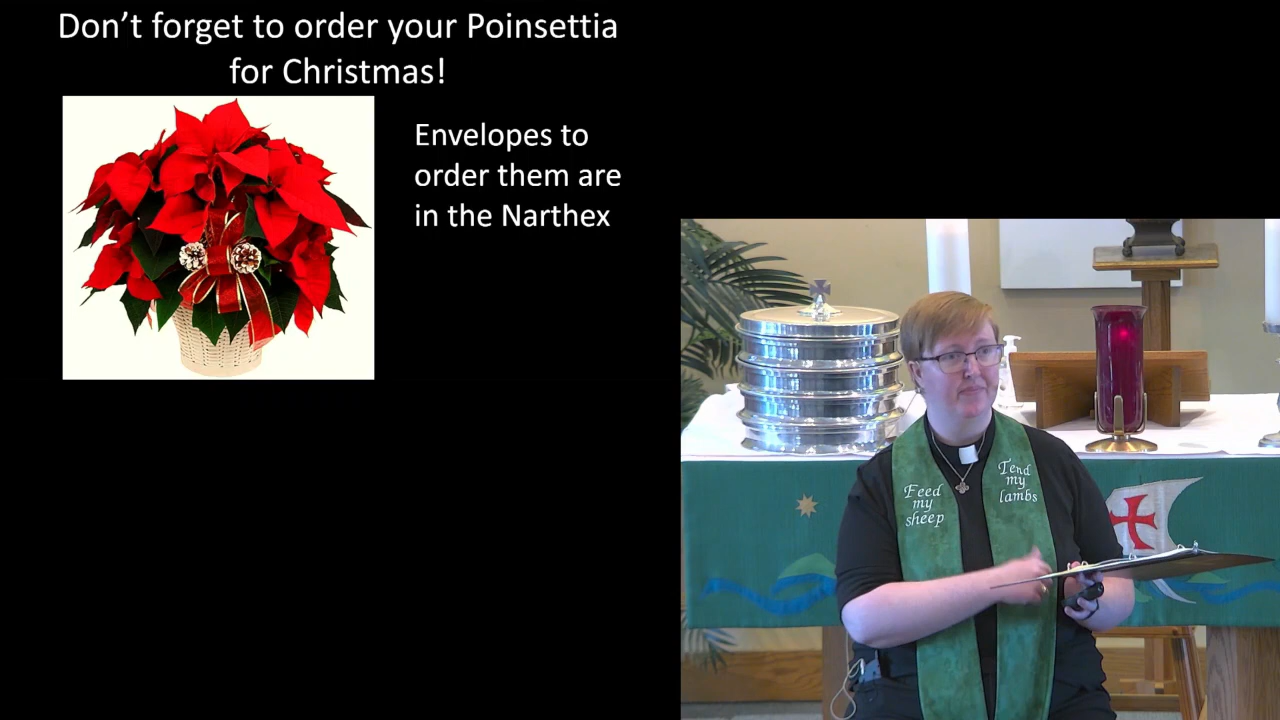 Don't forget to order your Poinsettia
for Christmas!
Envelopes to
order them are
in the Narthex
Feed
my
sheep
Tend
my
lambs